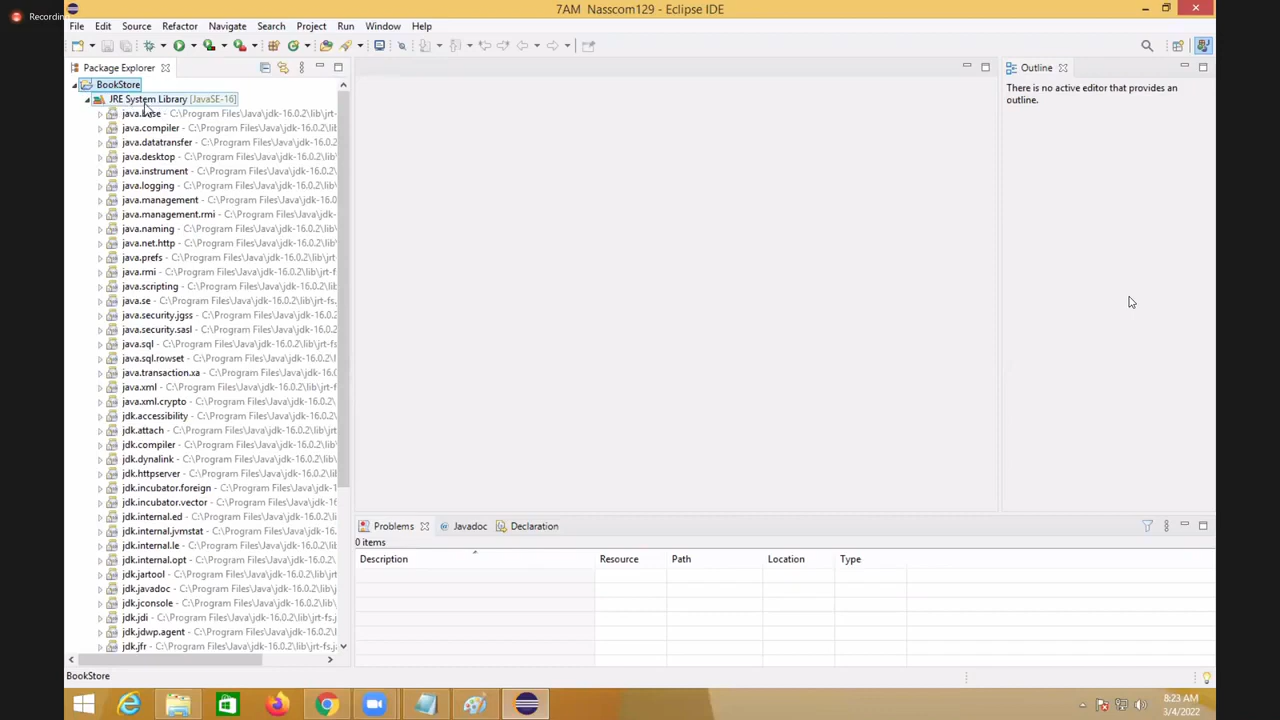 Recording
7AM Nasscom129 - Eclipse IDE
File Edit Source Refactor Navigate Search Project Run Window Help
Package Explorer
BookStore
JRE System Library [JavaSE-16]
java.base - C:\Program Files\Java\jdk-16.0.2\lib\jrt-
java.compiler - C:\Program Files\Java\jdk-16.0.2\lib
java.datatransfer - C:\Program Files\Java\jdk-16.0.2
java.desktop - C:\Program Files\Java\jdk-16.0.2\lib\
java.instrument - C:\Program Files\Java\jdk-16.0.2\
java.logging - C:\Program Files\Java\jdk-16.0.2\lib\
java.management - C:\Program Files\Java\jdk-16.0
java.management.rmi - C:\Program Files\Java\jdk-
java.naming - C:\Program Files\Java\jdk-16.0.2\lib\
java.net.http - C:\Program Files\Java\jdk-16.0.2\lib\
java.prefs - C:\Program Files\Java\jdk-16.0.2\lib\jrt-f
java.rmi - C:\Program Files\Java\jdk-16.0.2\lib\jrt-fs
java.scripting - C:\Program Files\Java\jdk-16.0.2\lib
java.se - C:\Program Files\Java\jdk-16.0.2\lib\jrt-fs.
java.security.jgss - C:\Program Files\Java\jdk-16.0.2
java.security.sasl - C:\Program Files\Java\jdk-16.0.2
java.sql - C:\Program Files\Java\jdk-16.0.2\lib\jrt-fs
java.sql.rowset - C:\Program Files\Java\jdk-16.0.2\l
java.transaction.xa - C:\Program Files\Java\jdk-16.0
java.xml - C:\Program Files\Java\jdk-16.0.2\lib\jrt-f
java.xml.crypto - C:\Program Files\Java\jdk-16.0.2\
jdk.accessibility - C:\Program Files\Java\jdk-16.0.2\
jdk.attach - C:\Program Files\Java\jdk-16.0.2\lib\jrt
jdk.compiler - C:\Program Files\Java\jdk-16.0.2\lib\
jdk.dynalink - C:\Program Files\Java\jdk-16.0.2\lib\
jdk.httpserver - C:\Program Files\Java\jdk-16.0.2\lib
jdk.incubator.foreign - C:\Program Files\Java\jdk-1
jdk.incubator.vector - C:\Program Files\Java\jdk-16
jdk.internal.ed - C:\Program Files\Java\jdk-16.0.2\li
jdk.internal.jvmstat - C:\Program Files\Java\jdk-16.
jdk.internal.le - C:\Program Files\Java\jdk-16.0.2\lib
jdk.internal.opt - C:\Program Files\Java\jdk-16.0.2\l
jdk.jartool - C:\Program Files\Java\jdk-16.0.2\lib\jrt
jdk.javadoc - C:\Program Files\Java\jdk-16.0.2\lib\j
jdk.jconsole - C:\Program Files\Java\jdk-16.0.2\lib\j
jdk.jdi - C:\Program Files\Java\jdk-16.0.2\lib\jrt-fs.j
jdk.jdwp.agent - C:\Program Files\Java\jdk-16.0.2\l
jdk.jfr - C:\Program Files\Java\jdk-16.0.2\lib\jrt-fs.j
Outline
There is no active editor that provides an
outline.
Problems Javadoc Declaration
0 items
Description Resource Path Location Type
BookStore
8:23 AM
3/4/2022